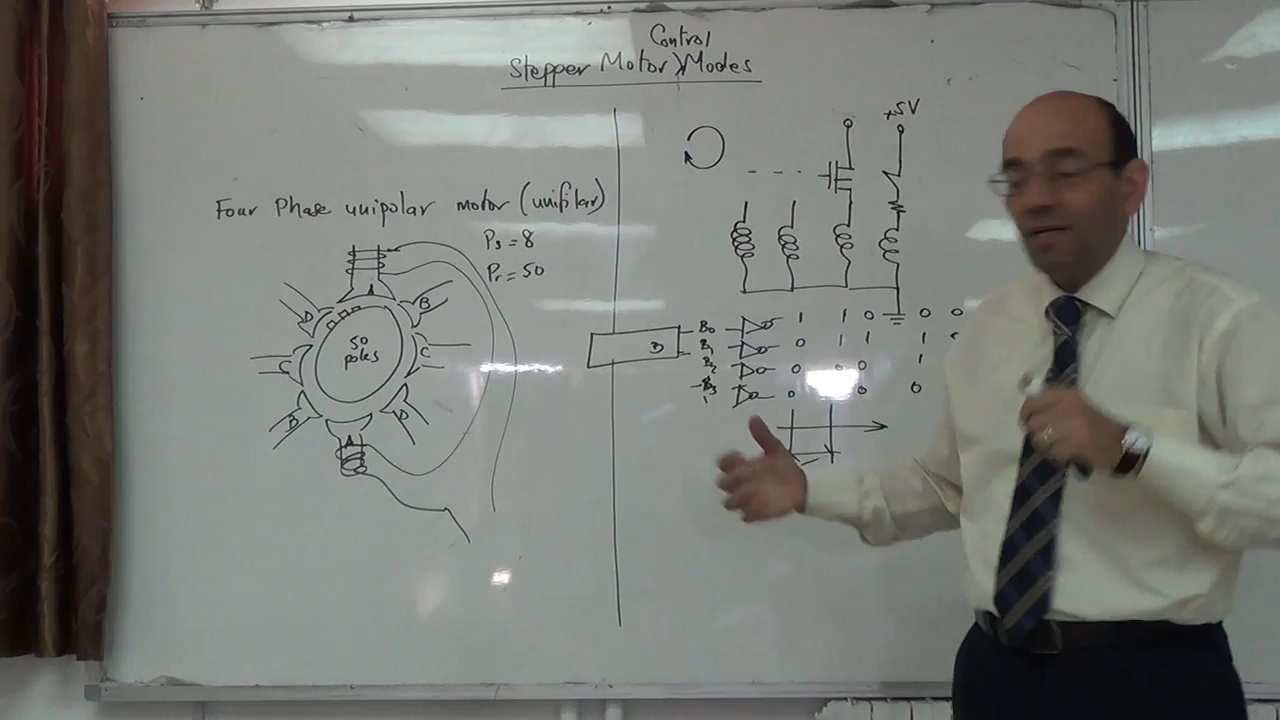 Control
Stepper Motor Modes
Four Phase unipolar motor (unifilar)
Ps = 8
Pr = 50
A
B
D
50
poles
C
C
B
D
A
+5V
B0 1 1 0 0 0
B1 0 1 1 1
B2 0 0 0 1
B3 0 0 0